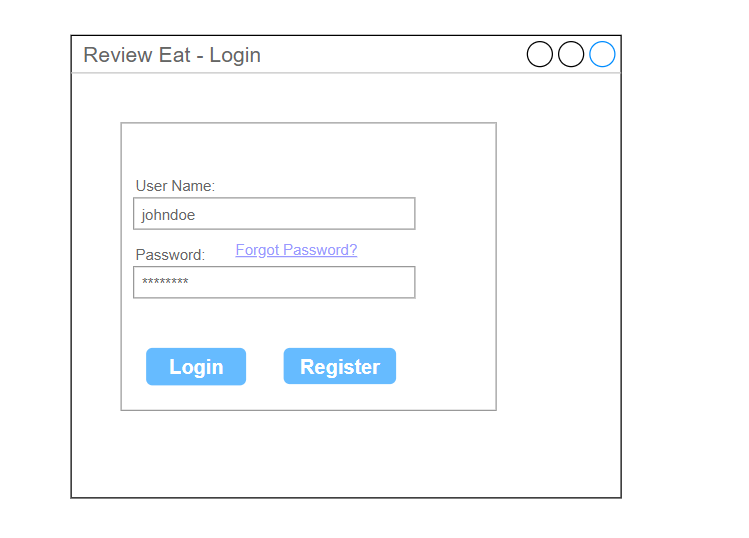 Review Eat - Login
User Name:
johndoe
Password: Forgot Password?
********
Login Register